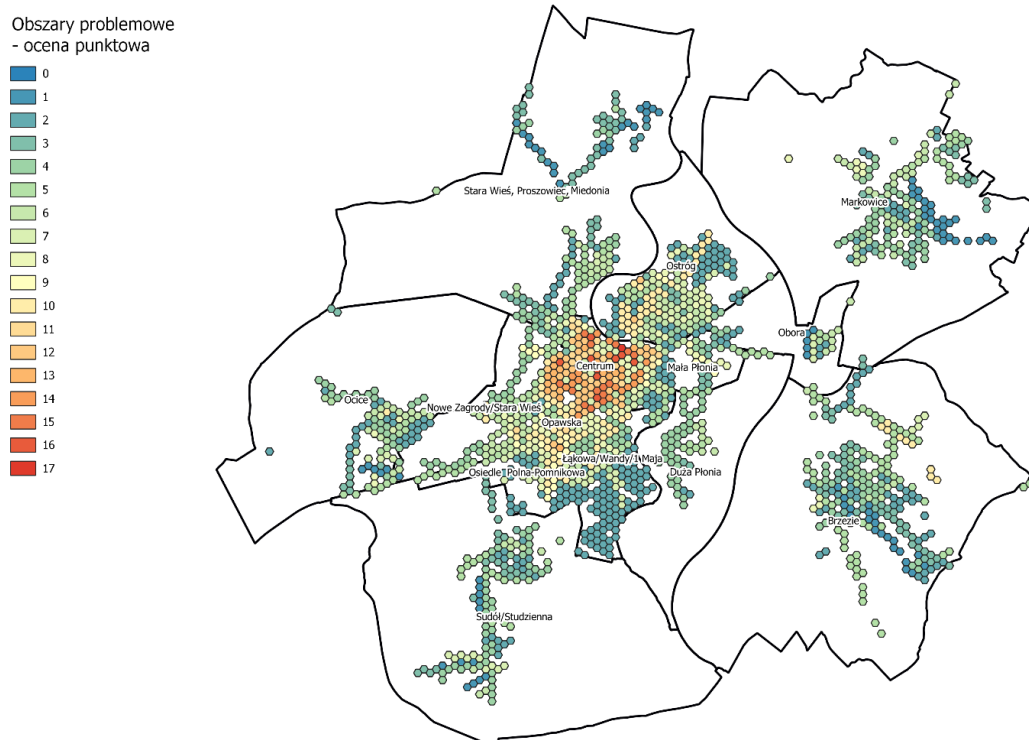 Obszary problemowe
- ocena punktowa
0
1
2
3
4
5
6
7
8
9
10
11
12
13
14
15
16
17
Stara Wieś, Proszowiec, Miedonia
Markowice
Ostróg
Obora
Centrum
Mała Płonia
Ocice
Nowe Zagrody/Stara Wieś
Opawska
Łąkowa/Wandy/1 Maja
Osiedle Polna-Pomnikowa
Duża Płonia
Brzezie
Sudół/Studzienna